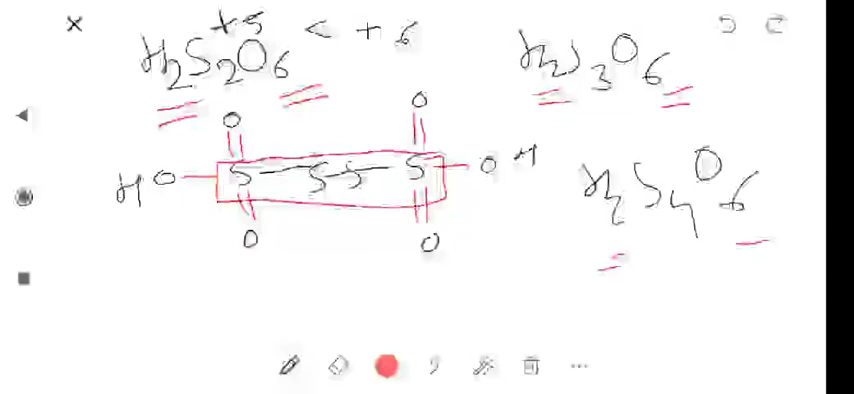 +5
H2S2O6 < +6
H2S3O6
O O
HO S S S S OH
O O
H2S4O6